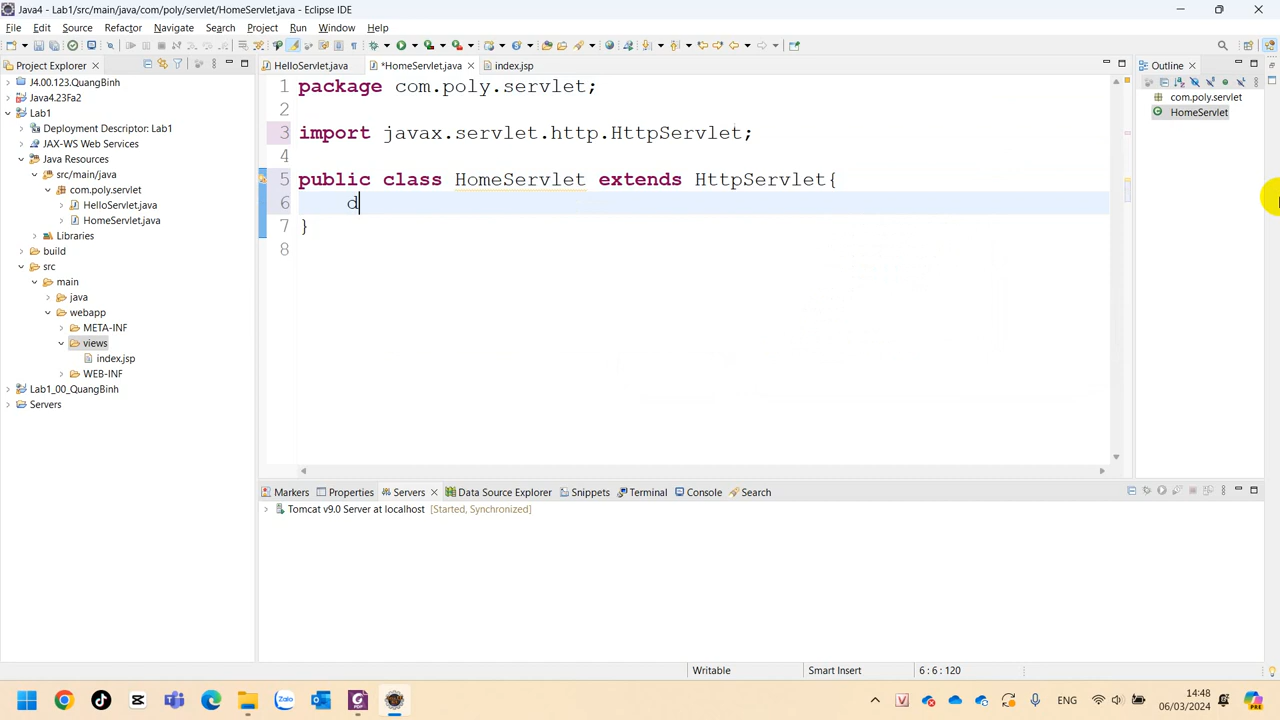 Java4 - Lab1/src/main/java/com/poly/servlet/HomeServlet.java - Eclipse IDE
File Edit Source Refactor Navigate Search Project Run Window Help
Project Explorer
J4.00.123.QuangBinh
Java4.23Fa2
Lab1
Deployment Descriptor: Lab1
JAX-WS Web Services
Java Resources
src/main/java
com.poly.servlet
HelloServlet.java
HomeServlet.java
Libraries
build
src
main
java
webapp
META-INF
views
index.jsp
WEB-INF
Lab1_00_QuangBinh
Servers
HelloServlet.java *HomeServlet.java index.jsp
1 package com.poly.servlet;
2
3 import javax.servlet.http.HttpServlet;
4
5 public class HomeServlet extends HttpServlet{
6 d
7 }
8
Outline
com.poly.servlet
HomeServlet
Markers Properties Servers Data Source Explorer Snippets Terminal Console Search
Tomcat v9.0 Server at localhost [Started, Synchronized]
Writable Smart Insert 6 : 6 : 120
Zalo
ENG
14:48
06/03/2024
PRE